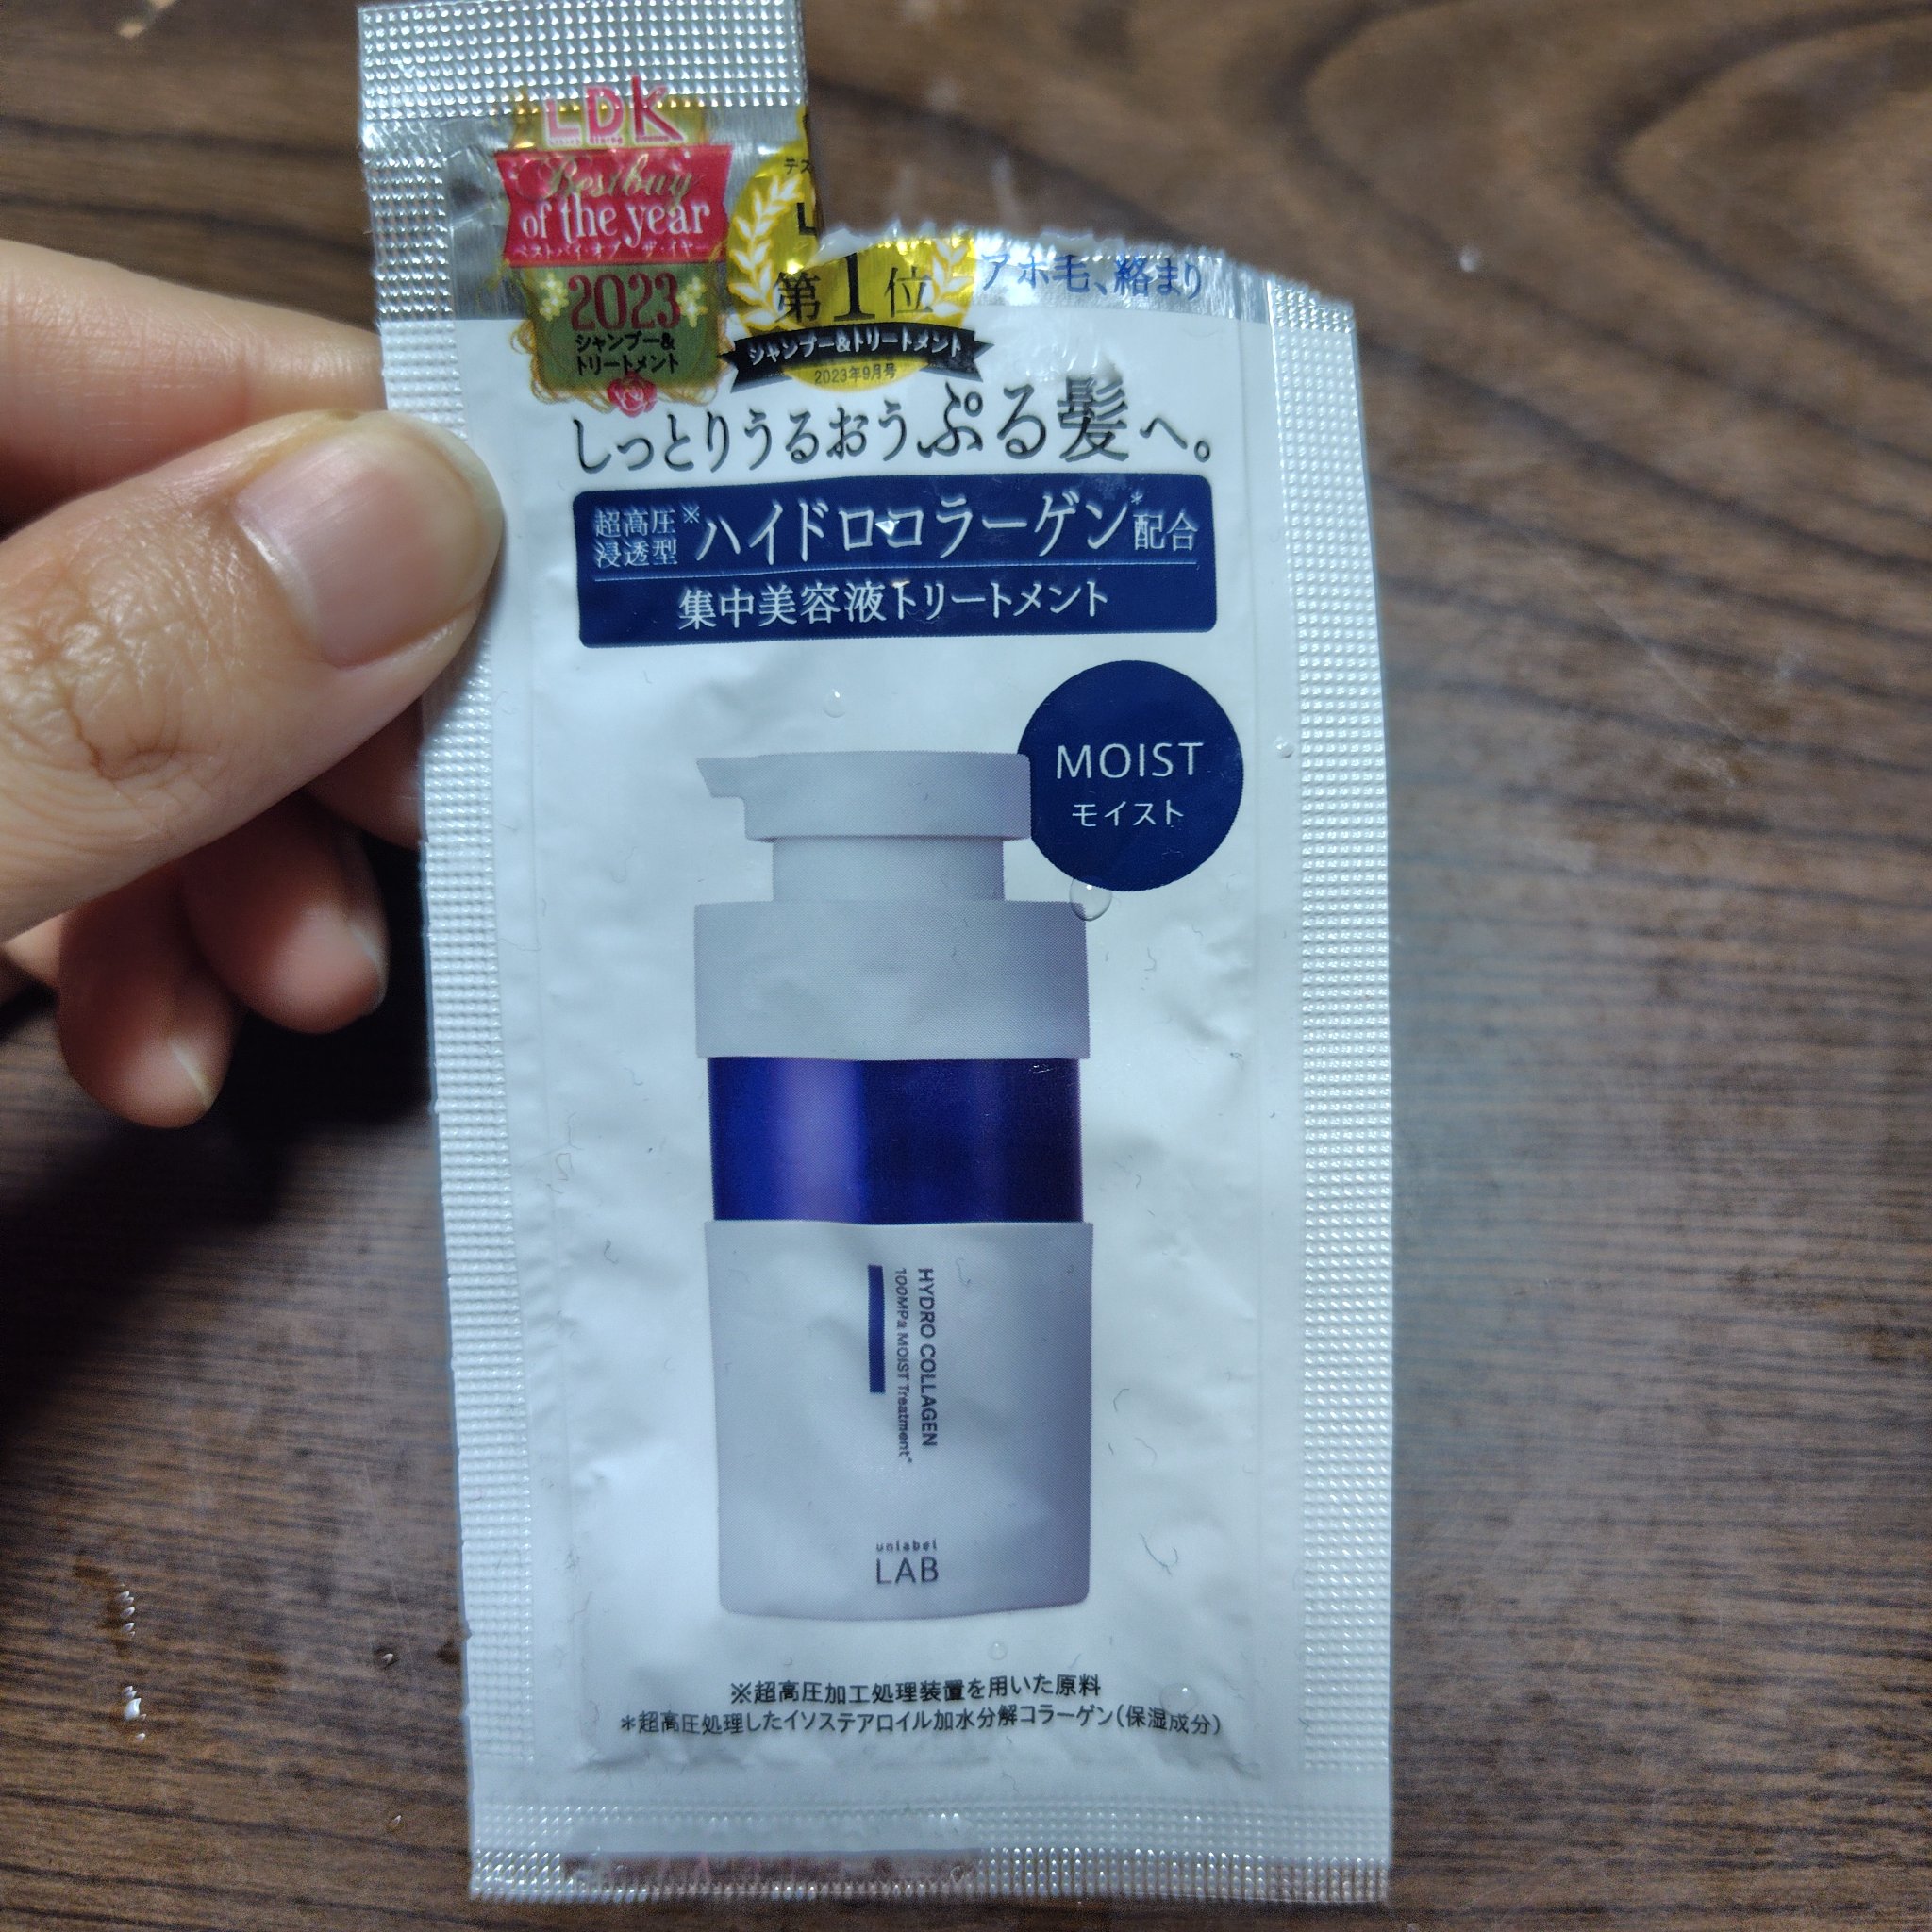 LDK
Bestbuy
of the year
ベストバイ・オブ・ザ・イヤー
2023
シャンプー&
トリートメント
第1位
シャンプー&トリートメント
2023年9月号
アホ毛、絡まり
しっとりうるおうぷる髪へ。
超高圧※
浸透型
ハイドロコラーゲン*配合
集中美容液トリートメント
MOIST
モイスト
HYDRO COLLAGEN
100MPa MOIST Treatment*
unlabel
LAB
※超高圧加工処理装置を用いた原料
*超高圧処理したイソステアロイル加水分解コラーゲン(保湿成分)